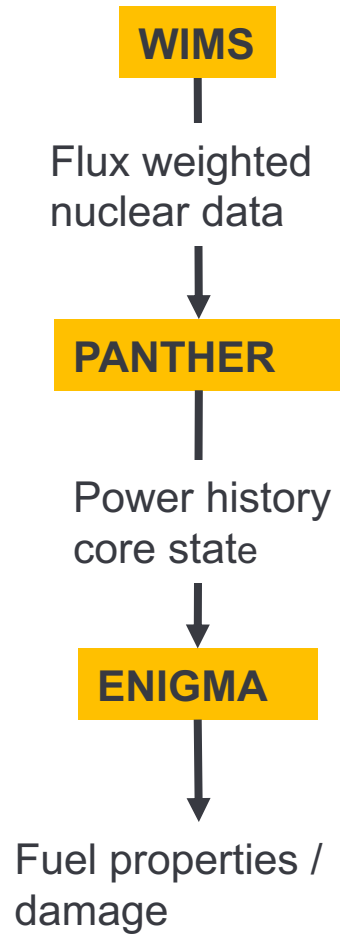 WIMS
Flux weighted
nuclear data
PANTHER
Power history
core state
ENIGMA
Fuel properties /
damage